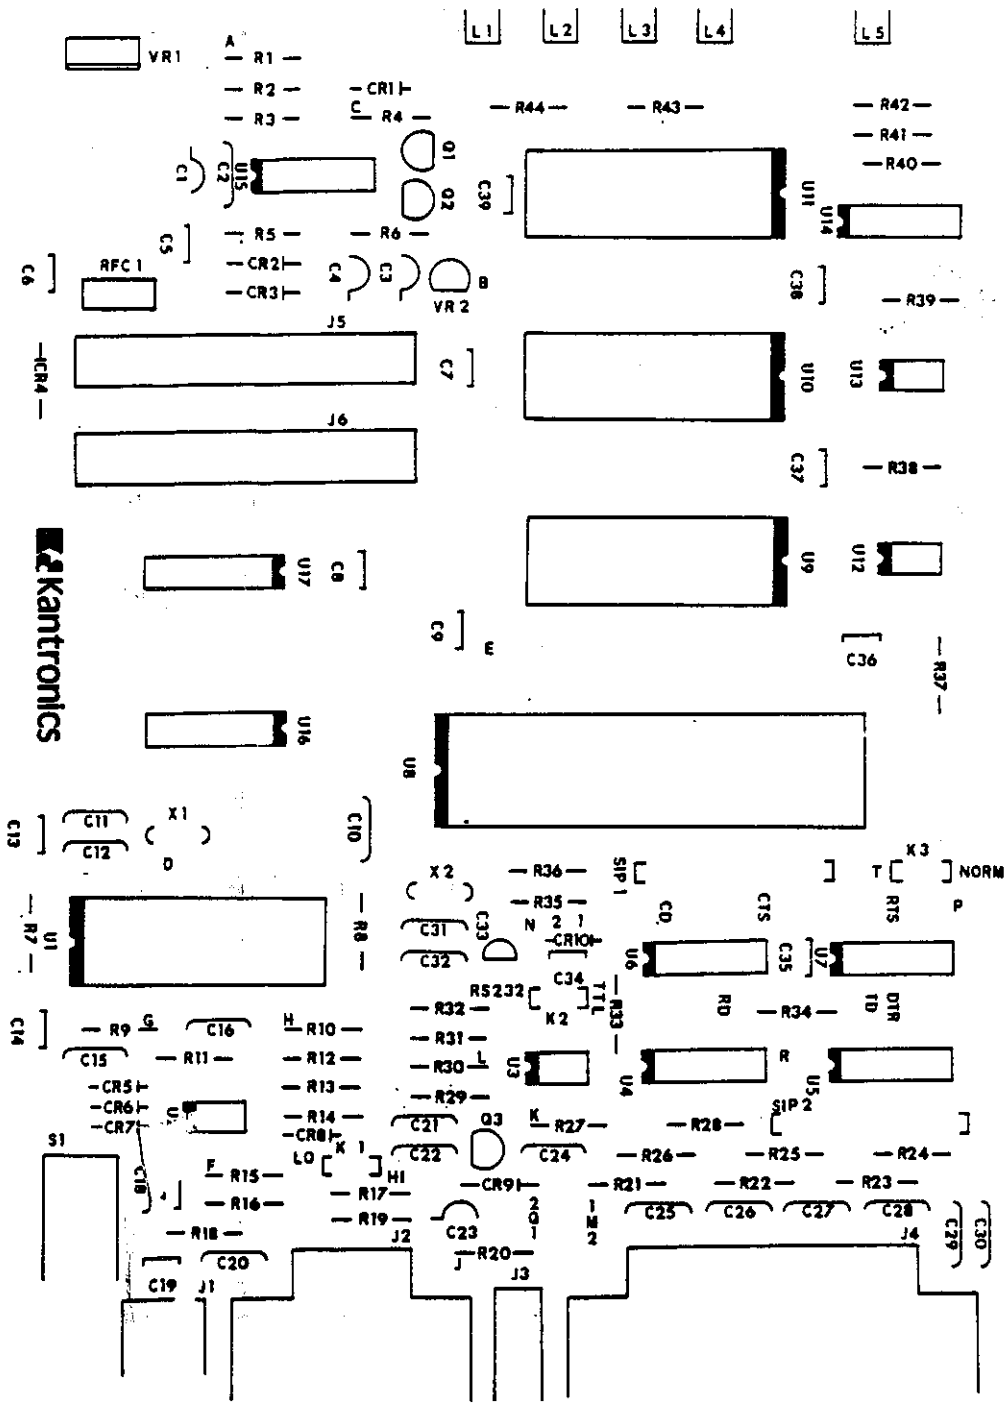 L1 L2 L3 L4 L5
A
VR1 R1
R2 CR1
C
R3 R4
R44 R43 R42
R41
R40
Q1
C1 C2 U15
Q2
C39 U11 U14
C5 R5 R6
C6 RFC1 CR2 C4 C3 B
CR3 VR2
C38 R39
J5
CR4 C7 U10 U13
J6
C37 R38
Kantronics
U17 C8 U9 U12
C9 E
C36 R37
U16 U8
C13 C11 X1 C10
C12
D
K3
X2 R36 SIP1 T NORM
R35 CD CTS RTS P
R7 U1 R8 C31 C33 N 2 1
CR10
C32 C34 U6 C35 U7
RS232 TTL
K2
R32 R33 RD R34 TD DTR
C14 R9 G C16 H R10
R31
C15 R11 R12 R30 L U3 U4 R U5
CR5 R13 R29
CR6
CR7 R14 C21 Q3 K R27 R28 SIP2
CR8
S1 LO K1 HI C22 C24 R26 R25 R24
F R15
C18 R16 R17 CR9 R21 R22 R23
R18 R19 C23 2Q1 1M2 C25 C26 C27 C28 C29 C30
J2 J4
C19 C20 J R20
J1 J3